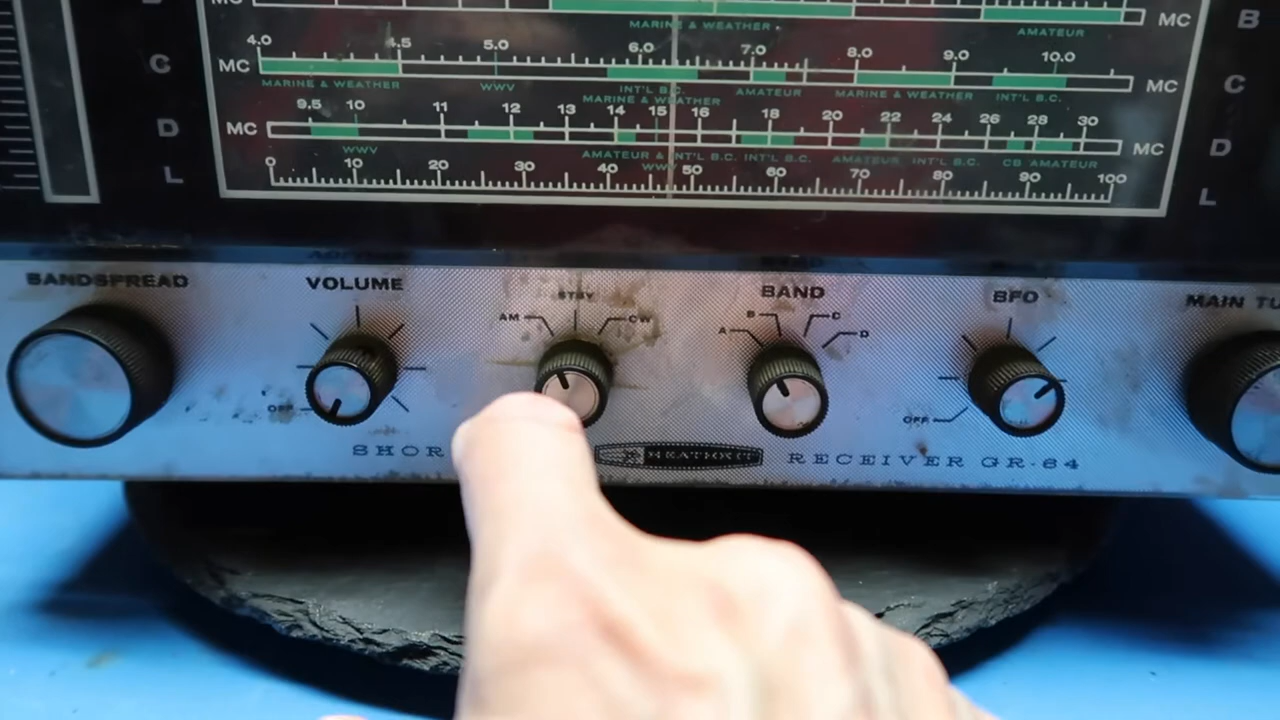 MC
MC B
MARINE & WEATHER
AMATEUR
4.0 4.5 5.0 6.0 7.0 8.0 9.0 10.0
C MC
MC C
MARINE & WEATHER WWV INT'L B.C. AMATEUR MARINE & WEATHER INT'L B.C.
MARINE & WEATHER
9.5 10 11 12 13 14 15 16 18 20 22 24 26 28 30
D MC
MC D
WWV AMATEUR & INT'L B.C. INT'L B.C. AMATEUR INT'L B.C. CB AMATEUR
WWV
L 0 10 20 30 40 50 60 70 80 90 100 L
BANDSPREAD VOLUME STBY BAND BFO MAIN TU
AM CW
A B C D
OFF
OFF
SHOR HEATHKIT RECEIVER GR-64